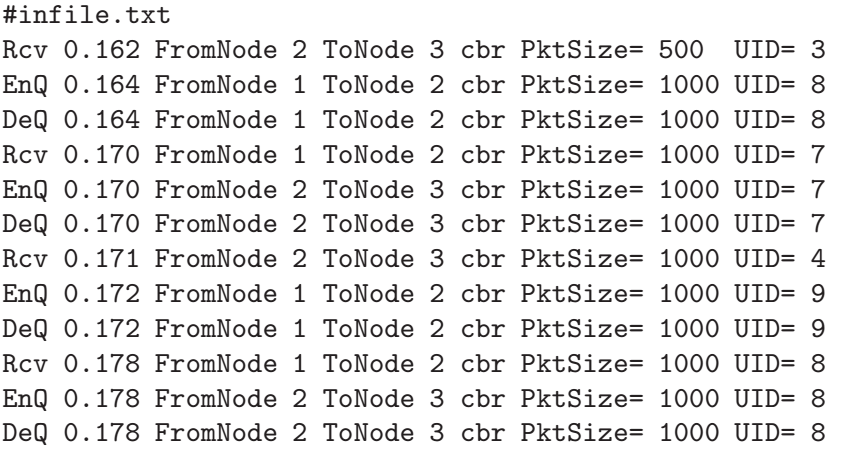 #infile.txt
Rcv 0.162 FromNode 2 ToNode 3 cbr PktSize= 500  UID= 3
EnQ 0.164 FromNode 1 ToNode 2 cbr PktSize= 1000 UID= 8
DeQ 0.164 FromNode 1 ToNode 2 cbr PktSize= 1000 UID= 8
Rcv 0.170 FromNode 1 ToNode 2 cbr PktSize= 1000 UID= 7
EnQ 0.170 FromNode 2 ToNode 3 cbr PktSize= 1000 UID= 7
DeQ 0.170 FromNode 2 ToNode 3 cbr PktSize= 1000 UID= 7
Rcv 0.171 FromNode 2 ToNode 3 cbr PktSize= 1000 UID= 4
EnQ 0.172 FromNode 1 ToNode 2 cbr PktSize= 1000 UID= 9
DeQ 0.172 FromNode 1 ToNode 2 cbr PktSize= 1000 UID= 9
Rcv 0.178 FromNode 1 ToNode 2 cbr PktSize= 1000 UID= 8
EnQ 0.178 FromNode 2 ToNode 3 cbr PktSize= 1000 UID= 8
DeQ 0.178 FromNode 2 ToNode 3 cbr PktSize= 1000 UID= 8